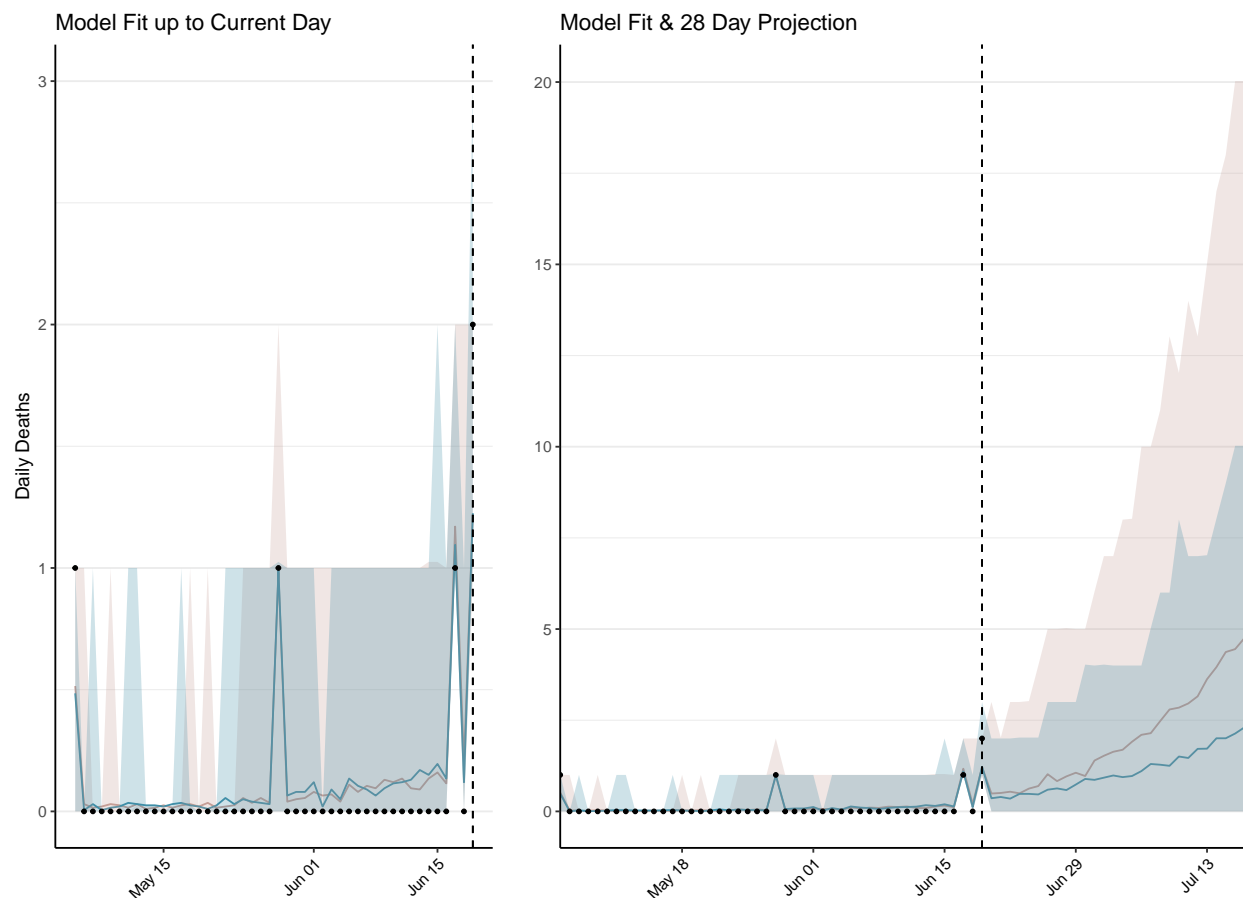 Model Fit up to Current Day
Daily Deaths
3
2
1
0
May 15
Jun 01
Jun 15
Model Fit & 28 Day Projection
20
15
10
5
0
May 18
Jun 01
Jun 15
Jun 29
Jul 13